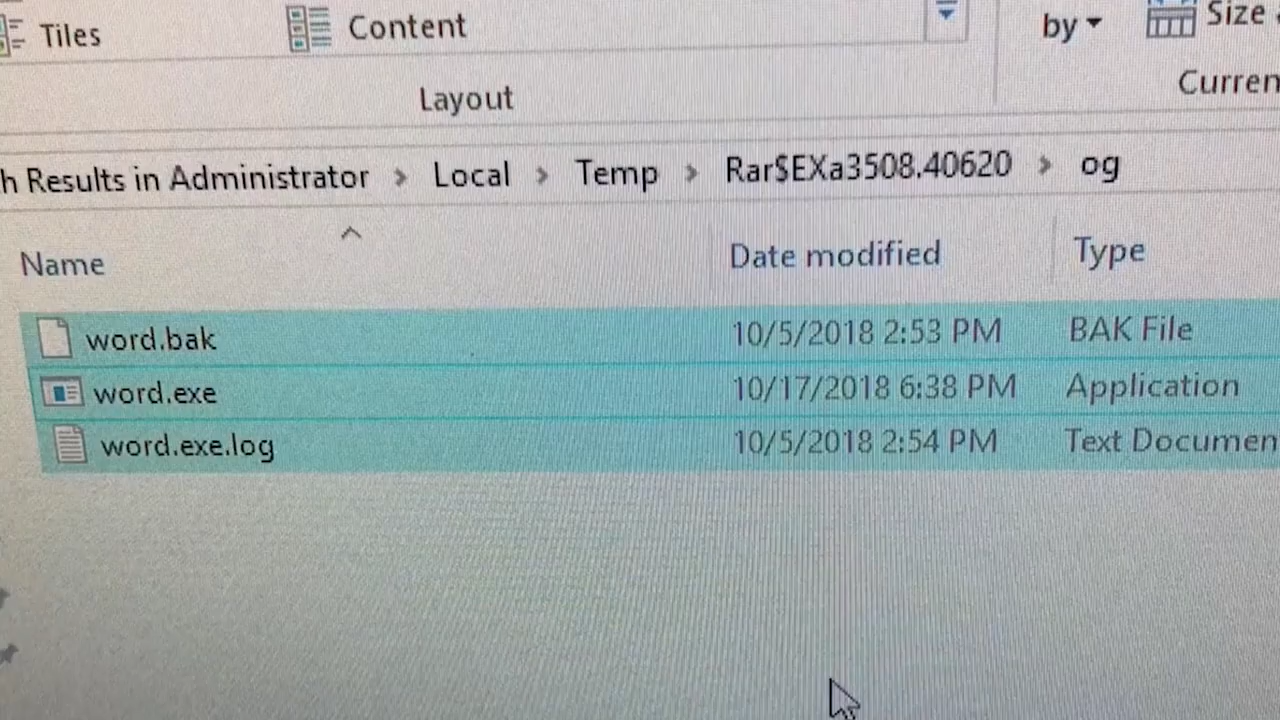 Tiles Content by Size
Layout Curren
h Results in Administrator > Local > Temp > Rar$EXa3508.40620 > og
Name Date modified Type
word.bak 10/5/2018 2:53 PM BAK File
word.exe 10/17/2018 6:38 PM Application
word.exe.log 10/5/2018 2:54 PM Text Documen